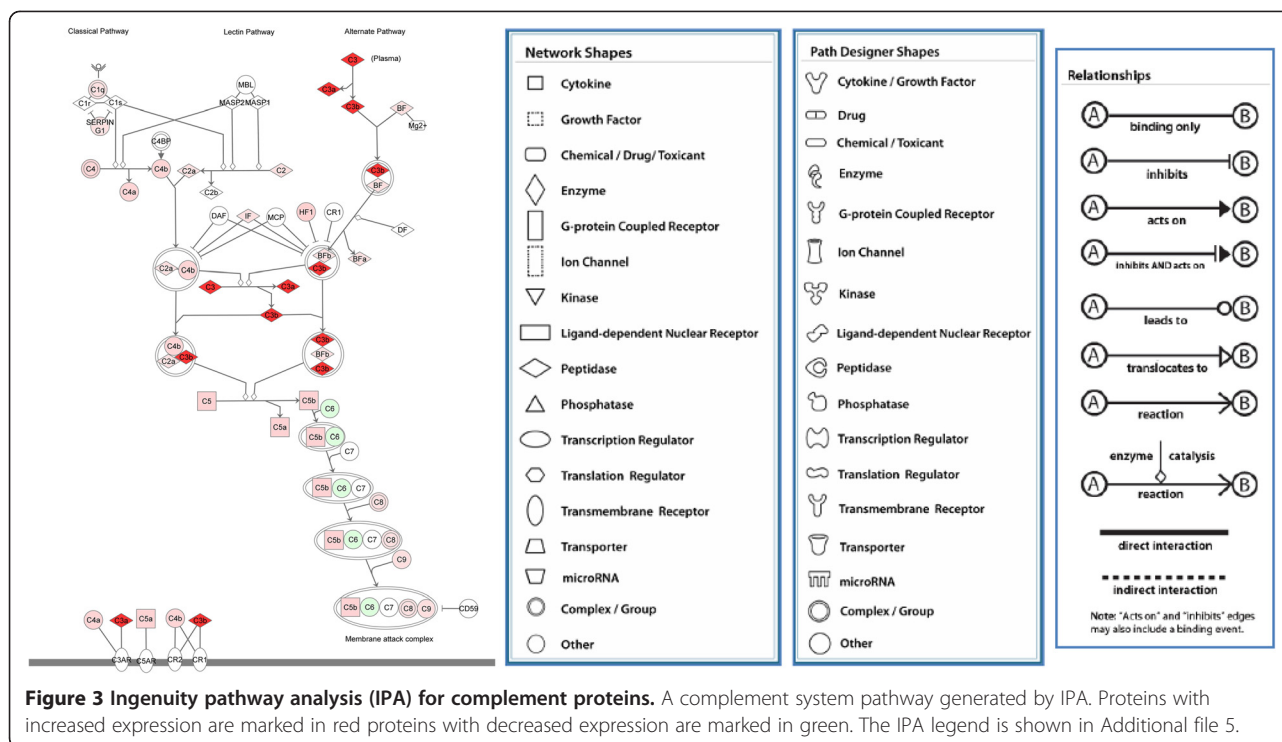 Classical Pathway
Lectin Pathway
Alternate Pathway
C3
(Plasma)
C1q
MBL
C3a
C1r
C1s
MASP2
MASP1
C3b
BF
SERPIN
G1
Mg2+
C4BP
C4
C4b
C2a
C2
C3b
C4a
C2b
BF
DAF
IF
MCP
HF1
CR1
DF
BFb
BFa
C2a
C4b
C3b
C3
C3a
C3b
C4b
C3b
C2a
C3b
BFb
C3b
C5
C5b
C6
C5a
C5b
C6
C7
C5b
C6
C7
C8
C5b
C6
C7
C8
C9
C5b
C6
C7
C8
C9
CD59
Membrane attack complex
C4a
C3a
C5a
C4b
C3b
C3AR
C5AR
CR2
CR1
Network Shapes
Cytokine
Growth Factor
Chemical / Drug/ Toxicant
Enzyme
G-protein Coupled Receptor
Ion Channel
Kinase
Ligand-dependent Nuclear Receptor
Peptidase
Phosphatase
Transcription Regulator
Translation Regulator
Transmembrane Receptor
Transporter
microRNA
Complex / Group
Other
Path Designer Shapes
Cytokine / Growth Factor
Drug
Chemical / Toxicant
Enzyme
G-protein Coupled Receptor
Ion Channel
Kinase
Ligand-dependent Nuclear Receptor
Peptidase
Phosphatase
Transcription Regulator
Translation Regulator
Transmembrane Receptor
Transporter
microRNA
Complex / Group
Other
Relationships
A B
binding only
A B
inhibits
A B
acts on
A B
inhibits AND acts on
A B
leads to
A B
translocates to
A B
reaction
enzyme catalysis
A B
reaction
direct interaction
indirect interaction
Note: "Acts on" and "inhibits" edges
may also include a binding event.
Figure 3 Ingenuity pathway analysis (IPA) for complement proteins. A complement system pathway generated by IPA. Proteins with
increased expression are marked in red proteins with decreased expression are marked in green. The IPA legend is shown in Additional file 5.